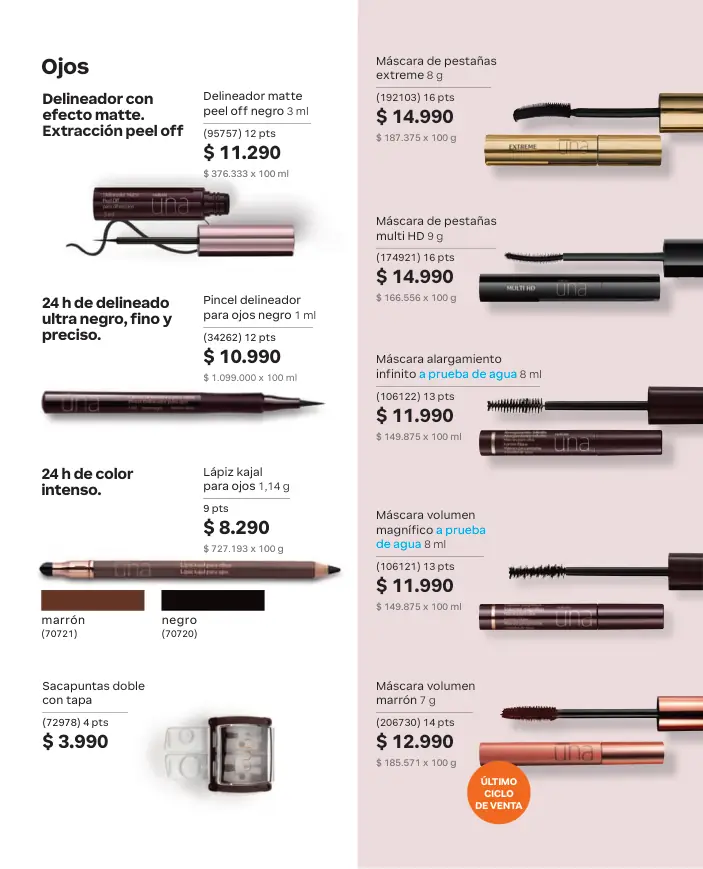 Ojos
Delineador con
efecto matte.
Extracción peel off
Delineador matte
peel off negro 3 ml
(95757) 12 pts
$ 11.290
$ 376.333 x 100 ml
una
24 h de delineado
ultra negro, fino y
preciso.
Pincel delineador
para ojos negro 1 ml
(34262) 12 pts
$ 10.990
$ 1.099.000 x 100 ml
una
24 h de color
intenso.
Lápiz kajal
para ojos 1,14 g
9 pts
$ 8.290
$ 727.193 x 100 g
una
marrón
(70721)
negro
(70720)
Sacapuntas doble
con tapa
(72978) 4 pts
$ 3.990
Máscara de pestañas
extreme 8 g
(192103) 16 pts
$ 14.990
$ 187.375 x 100 g
EXTREME
una
Máscara de pestañas
multi HD 9 g
(174921) 16 pts
$ 14.990
$ 166.556 x 100 g
MULTI HD
una
Máscara alargamiento
infinito a prueba de agua 8 ml
(106122) 13 pts
$ 11.990
$ 149.875 x 100 ml
una
Máscara volumen
magnífico a prueba
de agua 8 ml
(106121) 13 pts
$ 11.990
$ 149.875 x 100 ml
una
Máscara volumen
marrón 7 g
(206730) 14 pts
$ 12.990
$ 185.571 x 100 g
una
ÚLTIMO
CICLO
DE VENTA